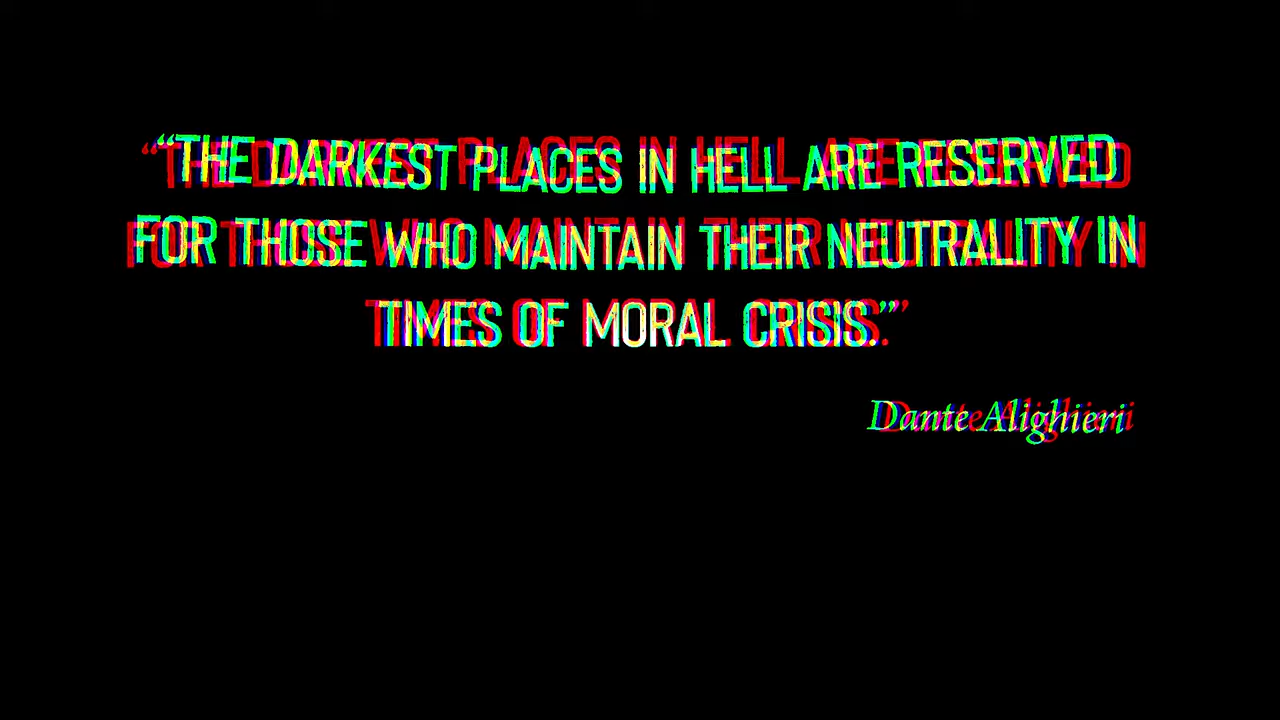 “THE DARKEST PLACES IN HELL ARE RESERVED
FOR THOSE WHO MAINTAIN THEIR NEUTRALITY IN
TIMES OF MORAL CRISIS.”
Dante Alighieri